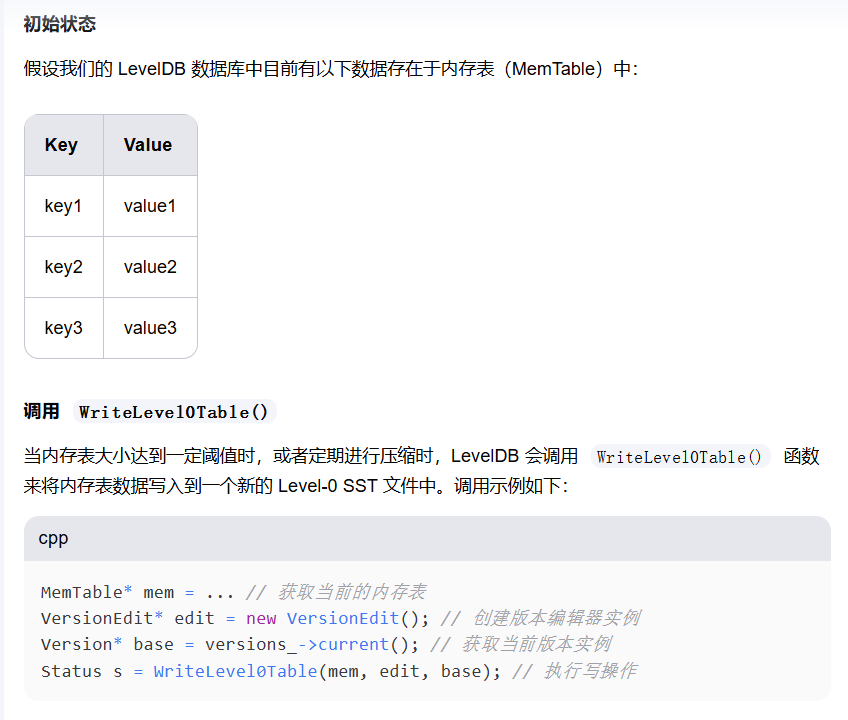 初始状态
假设我们的 LevelDB 数据库中目前有以下数据存在于内存表（MemTable）中：
Key Value
key1 value1
key2 value2
key3 value3
调用 WriteLevel0Table()
当内存表大小达到一定阈值时，或者定期进行压缩时，LevelDB 会调用 WriteLevel0Table() 函数
来将内存表数据写入到一个新的 Level-0 SST 文件中。调用示例如下：
cpp
MemTable* mem = ... // 获取当前的内存表
VersionEdit* edit = new VersionEdit(); // 创建版本编辑器实例
Version* base = versions_->current(); // 获取当前版本实例
Status s = WriteLevel0Table(mem, edit, base); // 执行写操作